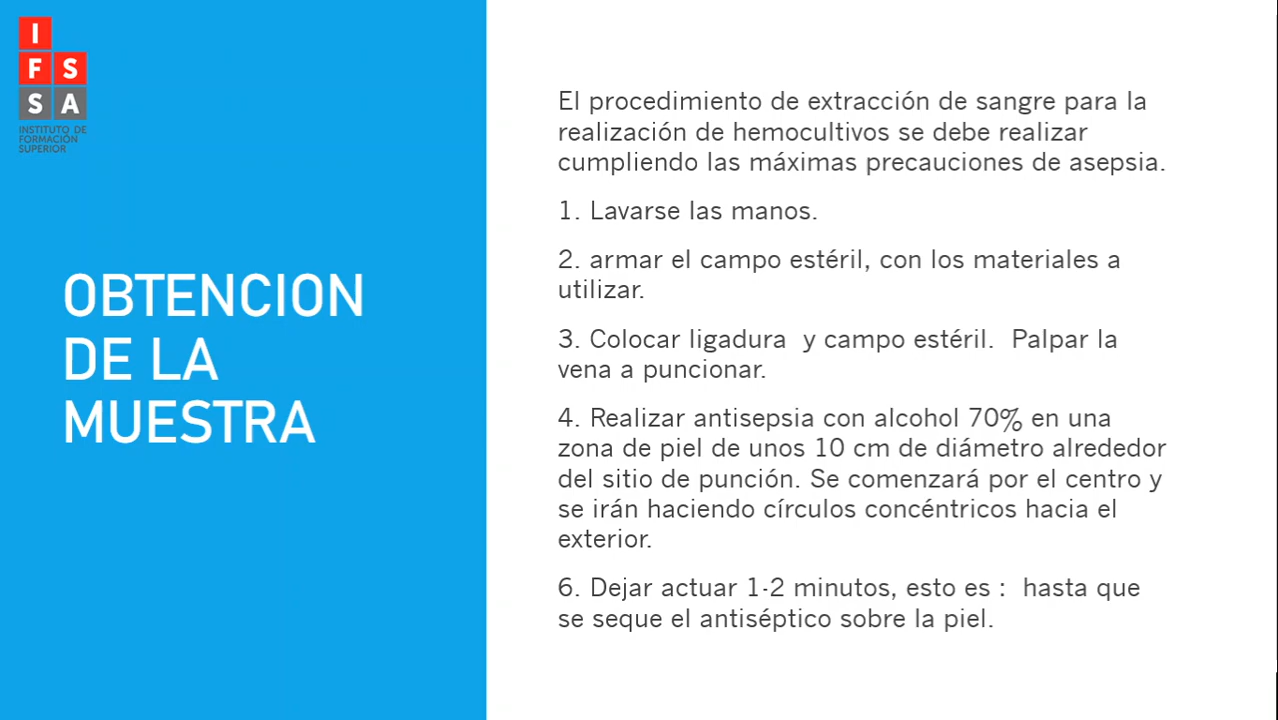 I
F S
S A
INSTITUTO DE
FORMACIÓN
SUPERIOR
OBTENCION
DE LA
MUESTRA
El procedimiento de extracción de sangre para la
realización de hemocultivos se debe realizar
cumpliendo las máximas precauciones de asepsia.
1. Lavarse las manos.
2. armar el campo estéril, con los materiales a
utilizar.
3. Colocar ligadura y campo estéril. Palpar la
vena a puncionar.
4. Realizar antisepsia con alcohol 70% en una
zona de piel de unos 10 cm de diámetro alrededor
del sitio de punción. Se comenzará por el centro y
se irán haciendo círculos concéntricos hacia el
exterior.
6. Dejar actuar 1-2 minutos, esto es : hasta que
se seque el antiséptico sobre la piel.